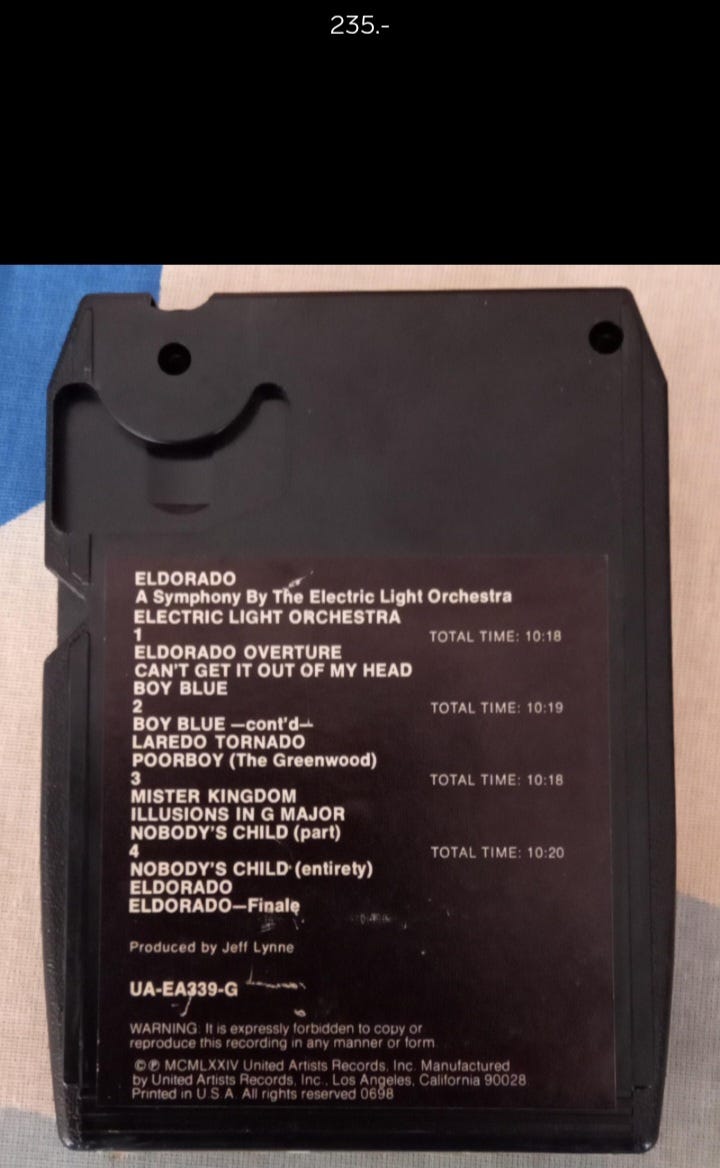 235.-
ELDORADO
A Symphony By The Electric Light Orchestra
ELECTRIC LIGHT ORCHESTRA
1 TOTAL TIME: 10:18
ELDORADO OVERTURE
CAN'T GET IT OUT OF MY HEAD
BOY BLUE
2 TOTAL TIME: 10:19
BOY BLUE —cont'd—
LAREDO TORNADO
POORBOY (The Greenwood)
3 TOTAL TIME: 10:18
MISTER KINGDOM
ILLUSIONS IN G MAJOR
NOBODY'S CHILD (part)
4 TOTAL TIME: 10:20
NOBODY'S CHILD (entirety)
ELDORADO
ELDORADO—Finale
Produced by Jeff Lynne
UA-EA339-G
WARNING: It is expressly forbidden to copy or
reproduce this recording in any manner or form.
©℗ MCMLXXIV United Artists Records, Inc. Manufactured
by United Artists Records, Inc., Los Angeles, California 90028
Printed in U.S.A. All rights reserved 0698